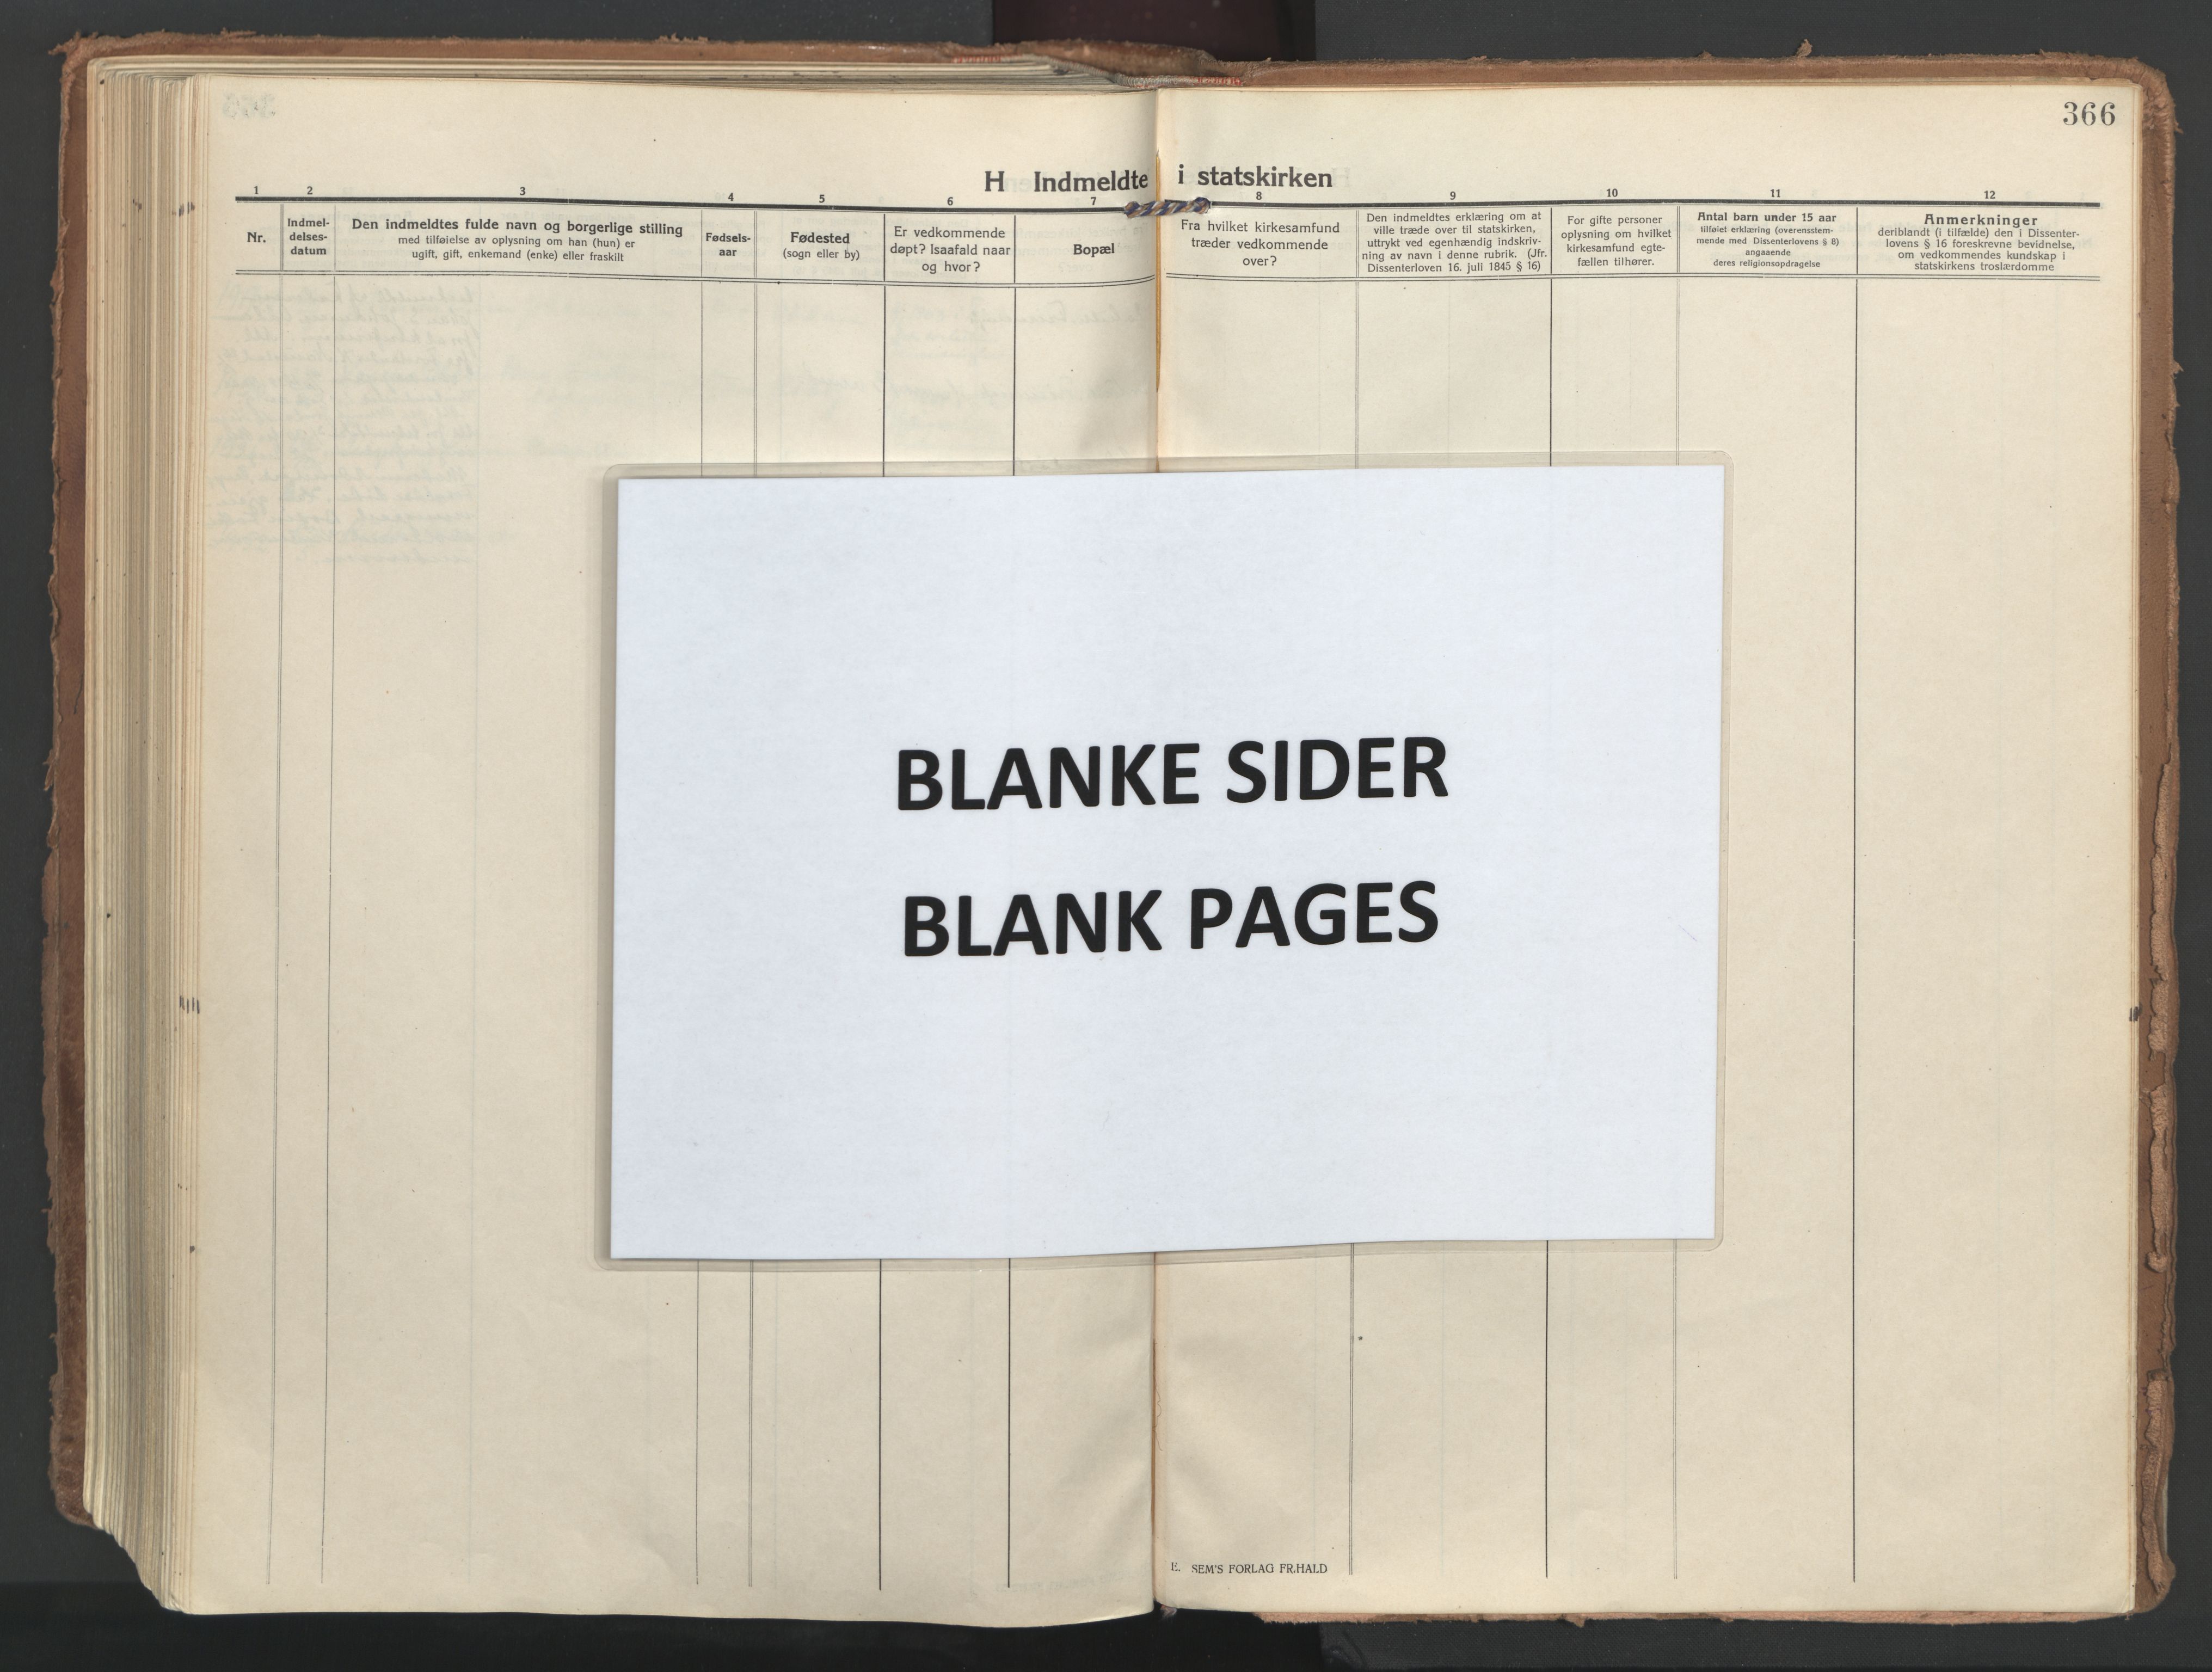 366
H Indmeldte i statskirken
1 2 3 4 5 6 7 8 9 10 11 12
Nr.
Indmel-
delses-
datum
Den indmeldtes fulde navn og borgerlige stilling
med tilføielse av oplysning om han (hun) er
ugift, gift, enkemand (enke) eller fraskilt
Fødsels-
aar
Fødested
(sogn eller by)
Er vedkommende
døpt? Isaafald naar
og hvor?
Bopæl
Fra hvilket kirkesamfund
træder vedkommende
over?
Den indmeldtes erklæring om at
ville træde over til statskirken,
uttrykt ved egenhændig indskriv-
ning av navn i denne rubrik. (Jfr.
Dissenterloven 16. juli 1845 § 16)
For gifte personer
oplysning om hvilket
kirkesamfund egte-
fællen tilhører.
Antal barn under 15 aar
tilføiet erklæring (overensstem-
mende med Dissenterlovens § 8)
angaaende
deres religionsopdragelse
Anmerkninger
deriblandt (i tilfælde) den i Dissenter-
lovens § 16 foreskrevne bevidnelse,
om vedkommendes kundskap i
statskirkens troslærdomme
BLANKE SIDER
BLANK PAGES
E. SEM'S FORLAG FR.HALD